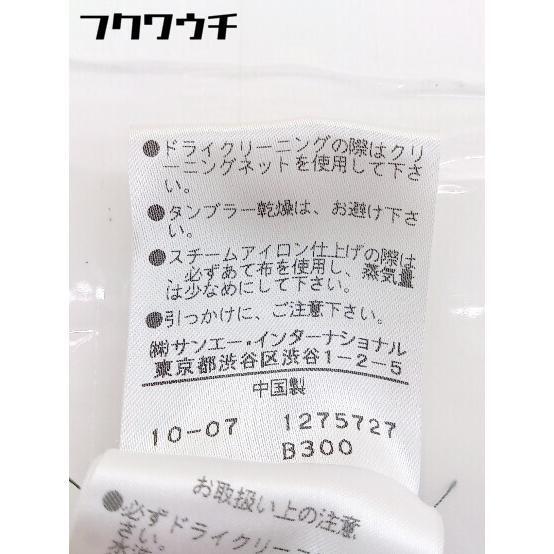 フクワウチ
●ドライクリーニングの際はクリ
ーニングネットを使用して下さ
い。
●タンブラー乾燥は、お避け下さ
い。
●スチームアイロン仕上げの際は
、必ずあて布を使用し、蒸気量
は少なめにして下さい。
●引っかけに、ご注意下さい。
㈱サンエー・インターナショナル
東京都渋谷区渋谷1-2-5
中国製
10-07 1275727
B300
お取扱い上の注意
●必ずドライクリーニ
さい。